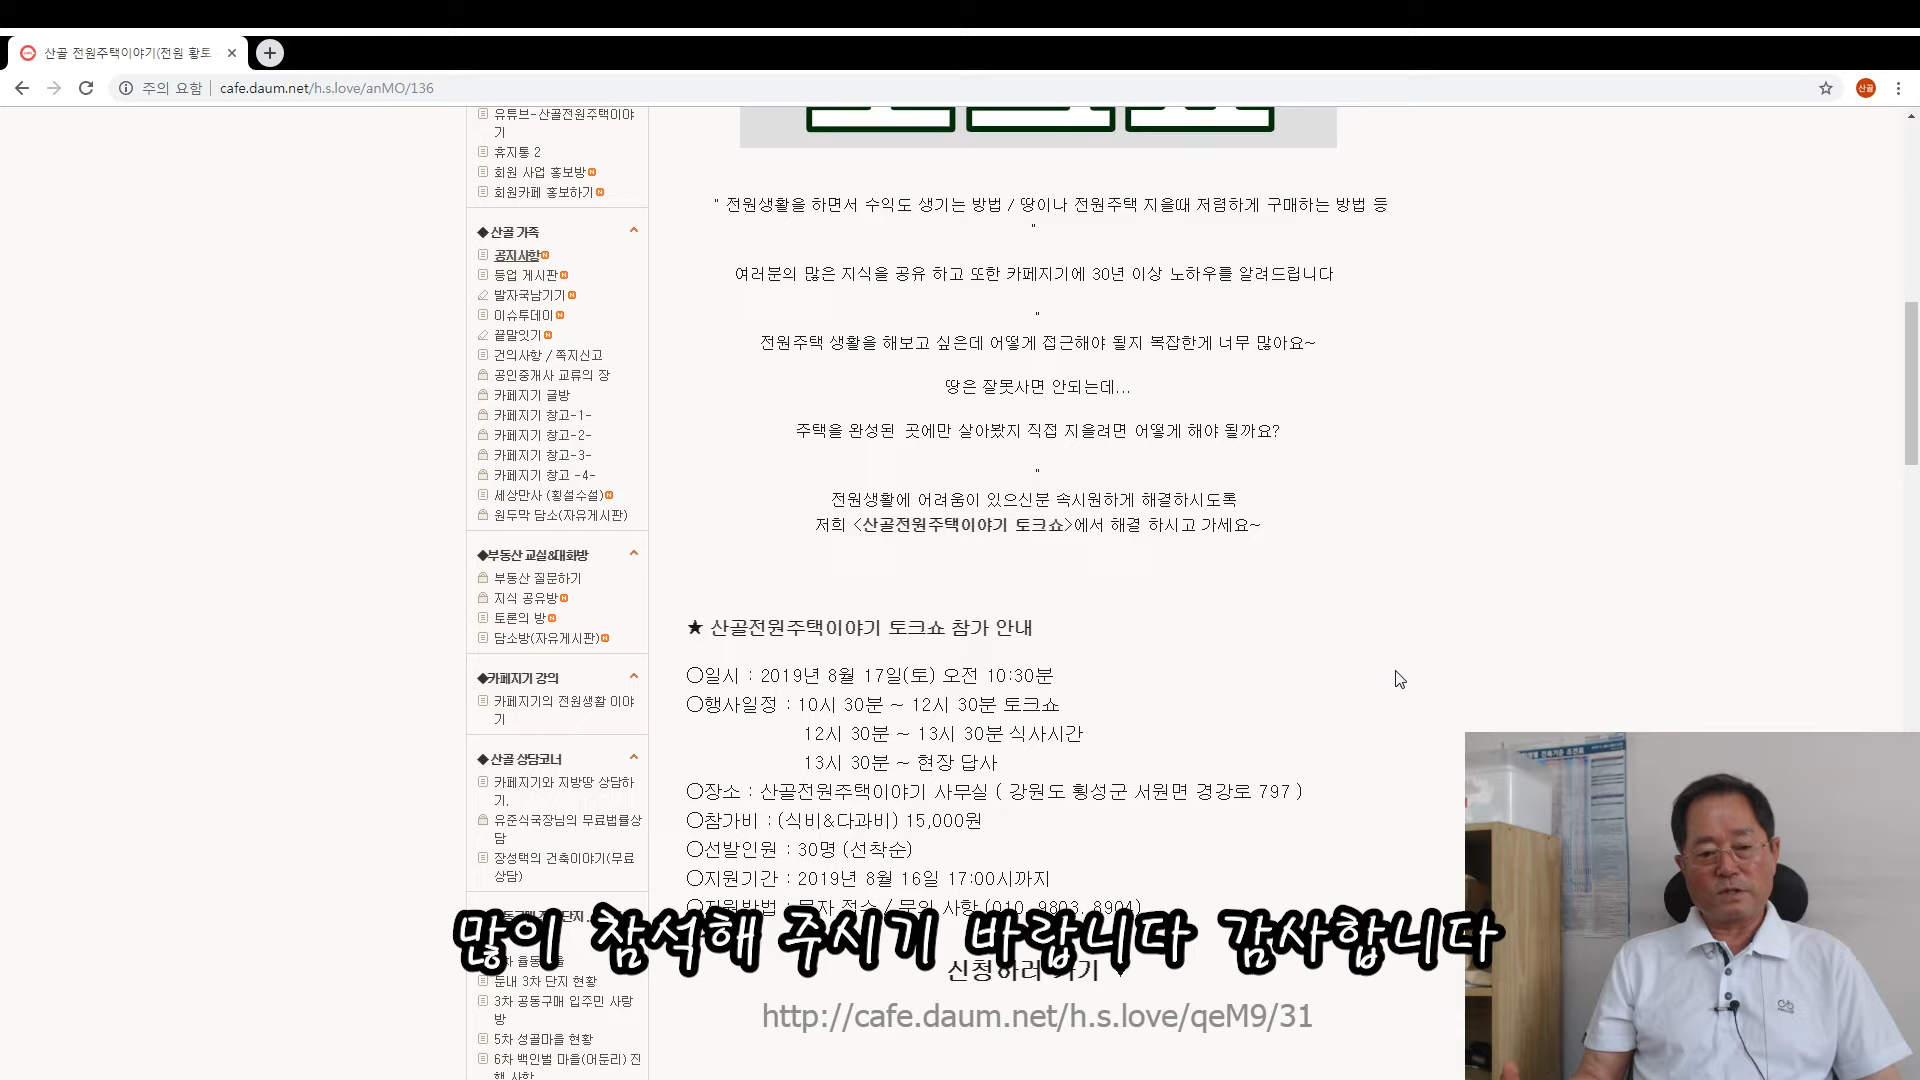 산골 전원주택이야기(전원 황토
주의 요함 | cafe.daum.net/h.s.love/anMO/136
산골
유튜브-산골전원주택이야
기
휴지통 2
회원 사업 홍보방
회원카페 홍보하기
◆산골 가족
공지사항
등업 게시판
발자국남기기
이슈투데이
끝말잇기
건의사항 / 쪽지신고
공인중개사 교류의 장
카페지기 글방
카페지기 창고-1-
카페지기 창고-2-
카페지기 창고-3-
카페지기 창고 -4-
세상만사 (횡설수설)
원두막 담소(자유게시판)
◆부동산 교실&대화방
부동산 질문하기
지식 공유방
토론의 방
담소방(자유게시판)
◆카페지기 강의
카페지기의 전원생활 이야
기
◆산골 상담코너
카페지기와 지방땅 상담하
기.
유준식국장님의 무료법률상
담
장성택의 건축이야기(무료
상담)
단지 ..
둔내 3차 단지 현황
3차 공동구매 입주민 사랑
방
5차 성골마을 현황
6차 백인벌 마을(어둔리) 진
행 사항
" 전원생활을 하면서 수익도 생기는 방법 / 땅이나 전원주택 지을때 저렴하게 구매하는 방법 등
"
여러분의 많은 지식을 공유 하고 또한 카페지기에 30년 이상 노하우를 알려드립니다
"
전원주택 생활을 해보고 싶은데 어떻게 접근해야 될지 복잡한게 너무 많아요~
땅은 잘못사면 안되는데...
주택을 완성된 곳에만 살아봤지 직접 지을려면 어떻게 해야 될까요?
"
전원생활에 어려움이 있으신분 속시원하게 해결하시도록
저희 <산골전원주택이야기 토크쇼>에서 해결 하시고 가세요~
★ 산골전원주택이야기 토크쇼 참가 안내
○일시 : 2019년 8월 17일(토) 오전 10:30분
○행사일정 : 10시 30분 ~ 12시 30분 토크쇼
12시 30분 ~ 13시 30분 식사시간
13시 30분 ~ 현장 답사
○장소 : 산골전원주택이야기 사무실 ( 강원도 횡성군 서원면 경강로 797 )
○참가비 : (식비&다과비) 15,000원
○선발인원 : 30명 (선착순)
○지원기간 : 2019년 8월 16일 17:00시까지
○지원방법 : 문자 접수 / 문의 사항 (010. 9803. 8904)
많이 참석해 주시기 바랍니다 감사합니다
신청하러 가기 ▼
http://cafe.daum.net/h.s.love/qeM9/31